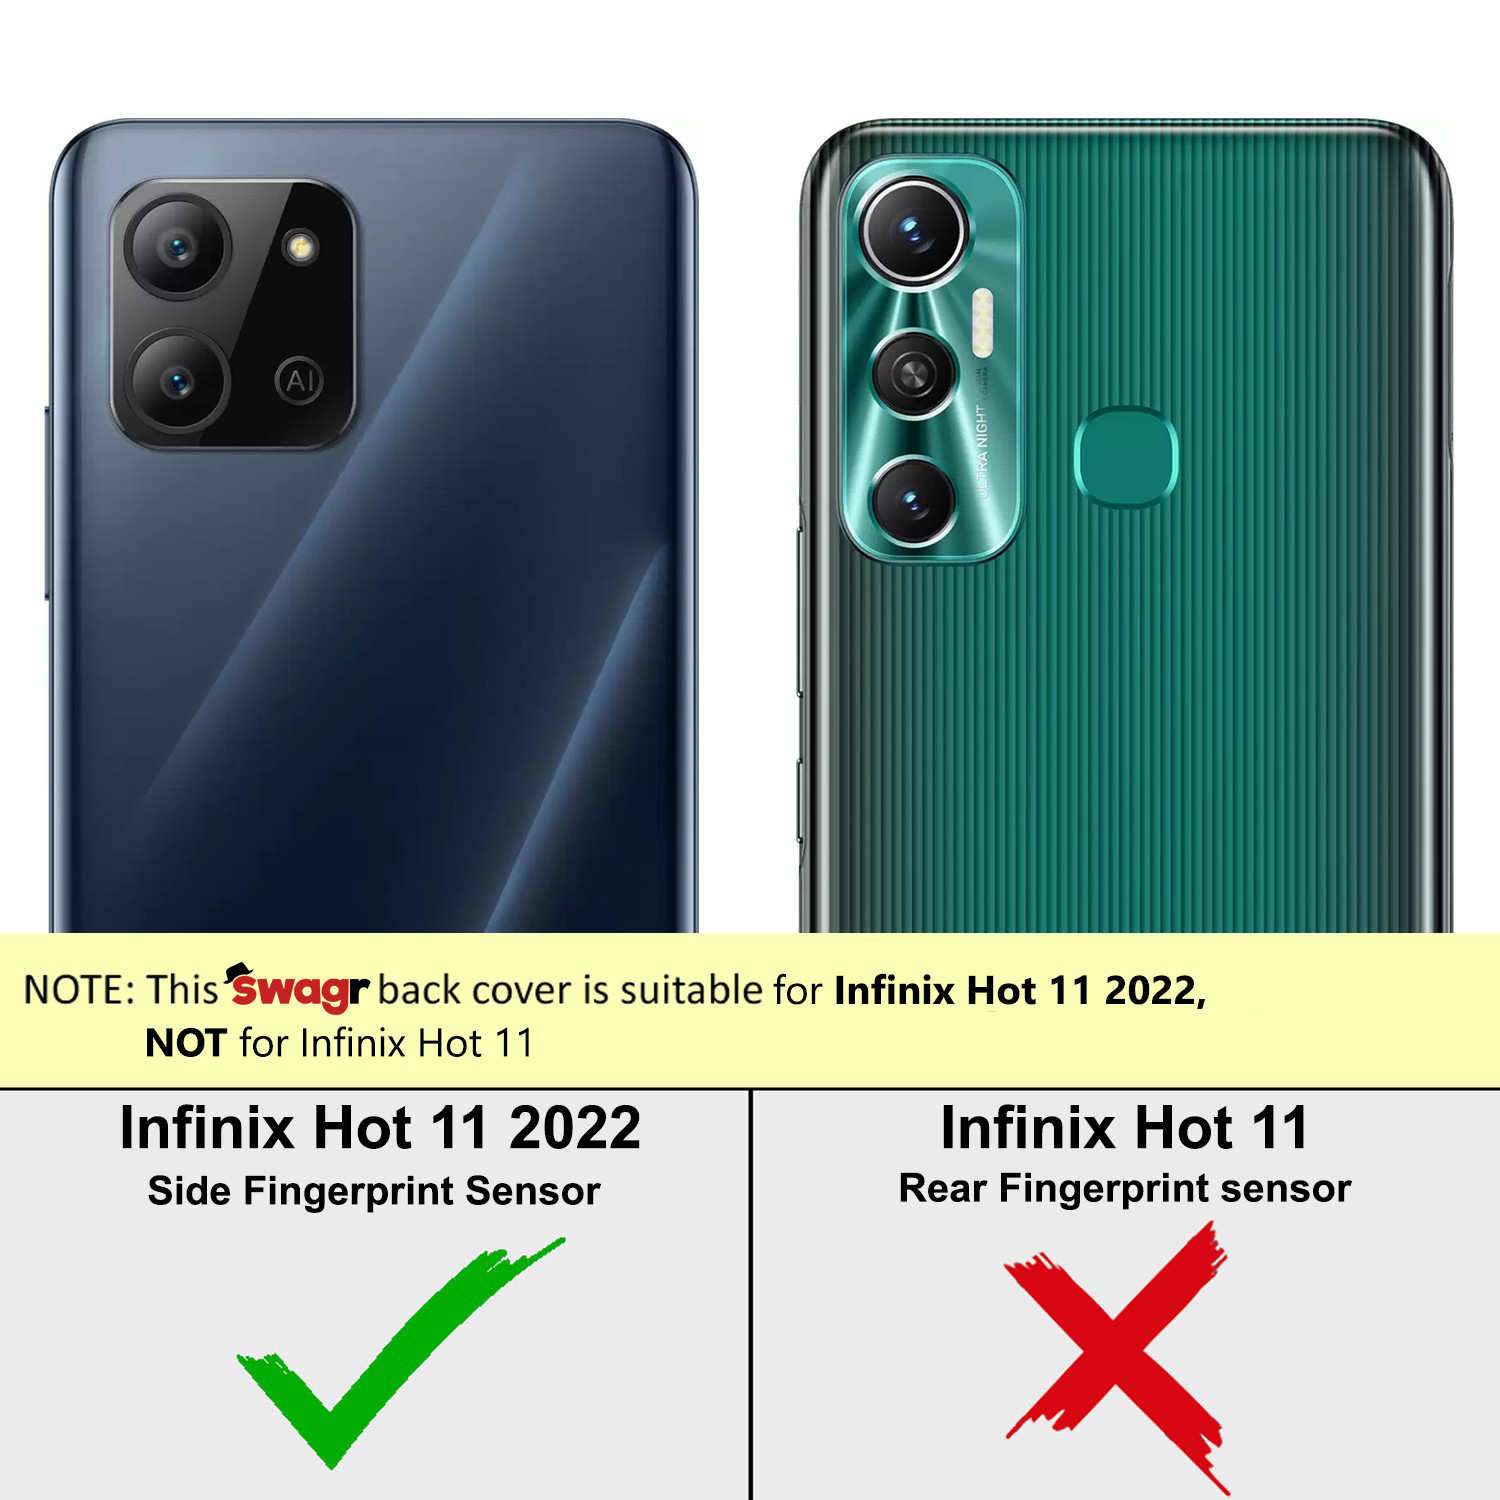 AI
ULTRA NIGHT
NOTE: This swagr back cover is suitable for Infinix Hot 11 2022,
NOT for Infinix Hot 11
Infinix Hot 11 2022
Side Fingerprint Sensor
Infinix Hot 11
Rear Fingerprint sensor